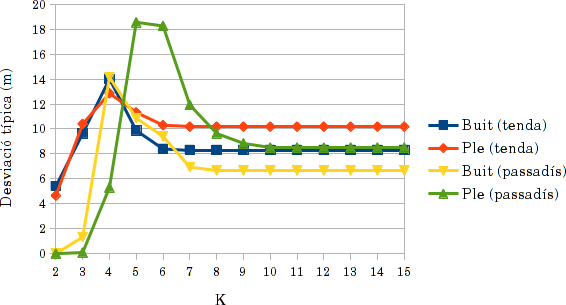 Desviació típica (m)
20
18
16
14
12
10
8
6
4
2
0
2 3 4 5 6 7 8 9 10 11 12 13 14 15
K
Buit (tenda)
Ple (tenda)
Buit (passadís)
Ple (passadís)